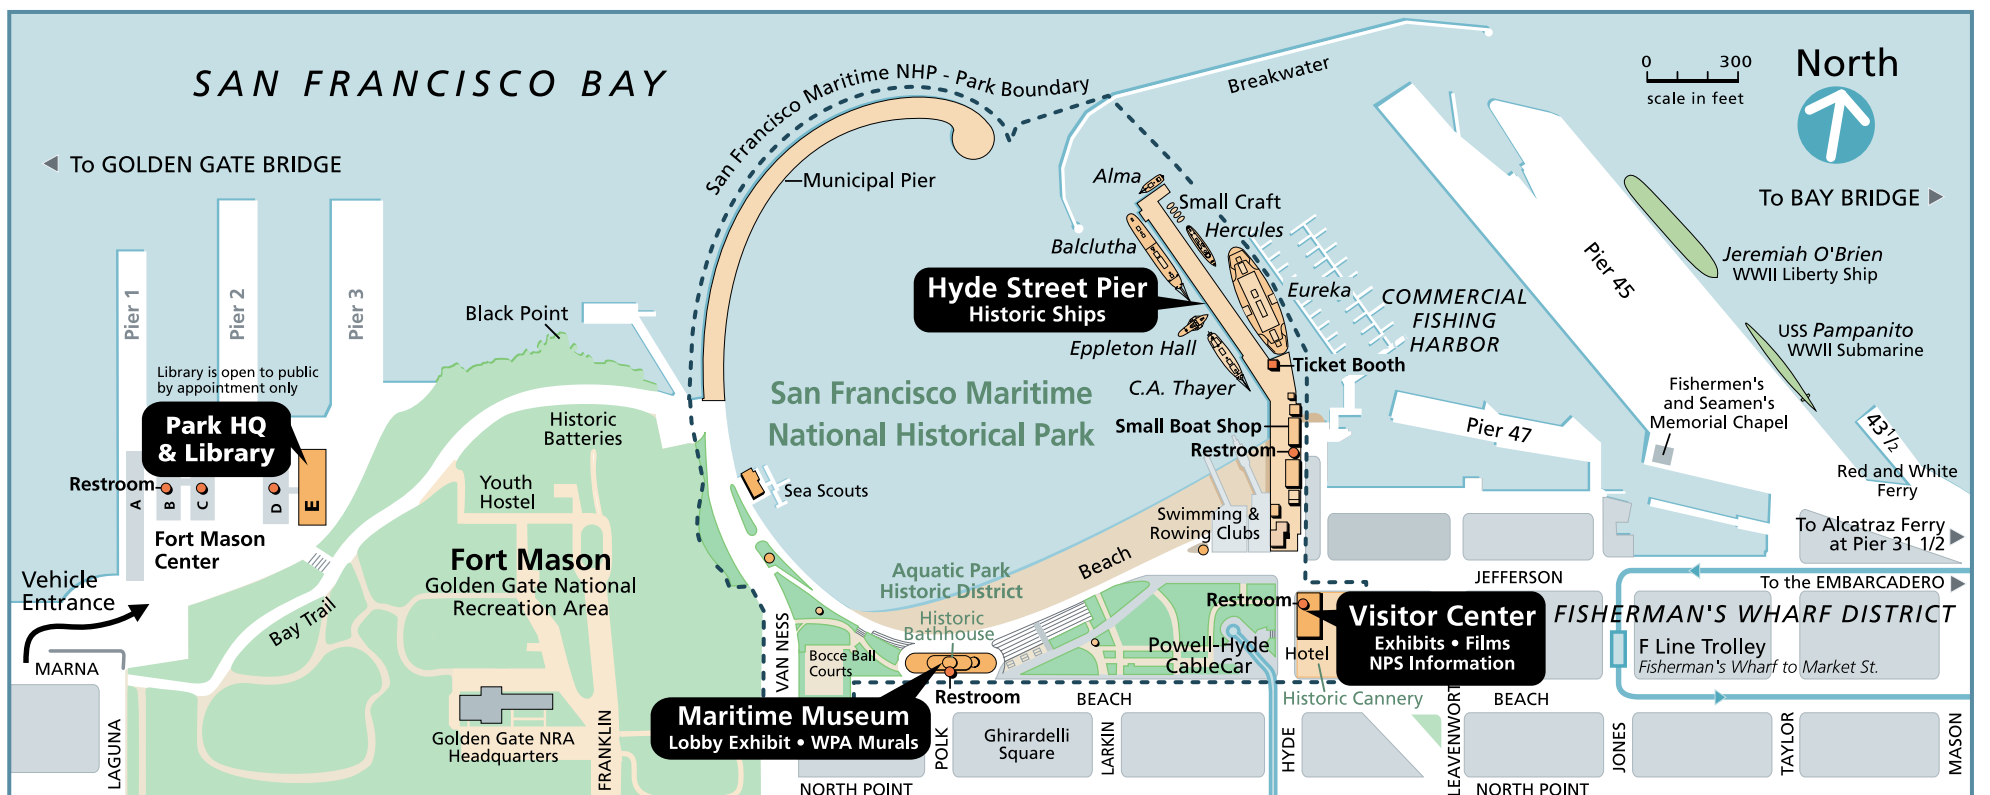 SAN FRANCISCO BAY
San Francisco Maritime NHP - Park Boundary
Breakwater
0 300
scale in feet
North
To GOLDEN GATE BRIDGE
Municipal Pier
Alma
Small Craft
Hercules
Balclutha
To BAY BRIDGE
Pier 45
Jeremiah O'Brien
WWII Liberty Ship
Pier 1
Pier 2
Pier 3
Black Point
Hyde Street Pier
Historic Ships
Eureka
COMMERCIAL
FISHING
HARBOR
Eppleton Hall
C.A. Thayer
Ticket Booth
USS Pampanito
WWII Submarine
Library is open to public
by appointment only
Park HQ
& Library
Historic
Batteries
San Francisco Maritime
National Historical Park
Small Boat Shop
Restroom
Pier 47
Fishermen's
and Seamen's
Memorial Chapel
43 1/2
Red and White
Ferry
Restroom
A
B
C
D
E
Youth
Hostel
Sea Scouts
Swimming &
Rowing Clubs
Fort Mason
Center
To Alcatraz Ferry
at Pier 31 1/2
Vehicle
Entrance
Fort Mason
Golden Gate National
Recreation Area
Bay Trail
Beach
Aquatic Park
Historic District
Historic
Bathhouse
JEFFERSON
To the EMBARCADERO
Restroom
Visitor Center
Exhibits • Films
NPS Information
FISHERMAN'S WHARF DISTRICT
MARNA
VAN NESS
Bocce Ball
Courts
Powell-Hyde
CableCar
Hotel
F Line Trolley
Fisherman's Wharf to Market St.
Restroom
BEACH
Historic Cannery
BEACH
Maritime Museum
Lobby Exhibit • WPA Murals
Golden Gate NRA
Headquarters
LAGUNA
FRANKLIN
POLK
Ghirardelli
Square
LARKIN
HYDE
LEAVENWORT
JONES
TAYLOR
MASON
NORTH POINT
NORTH POINT